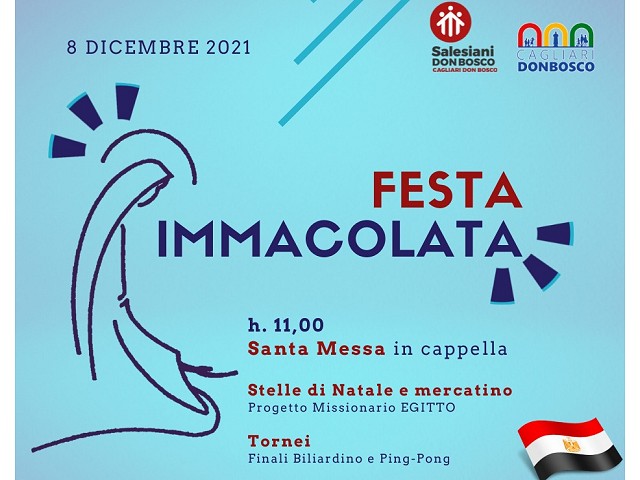 8 DICEMBRE 2021
Salesiani
DON BOSCO
CAGLIARI DON BOSCO
CAGLIARI
DONBOSCO
FESTA
IMMACOLATA
h. 11,00
Santa Messa in cappella
Stelle di Natale e mercatino
Progetto Missionario EGITTO
Tornei
Finali Biliardino e Ping-Pong